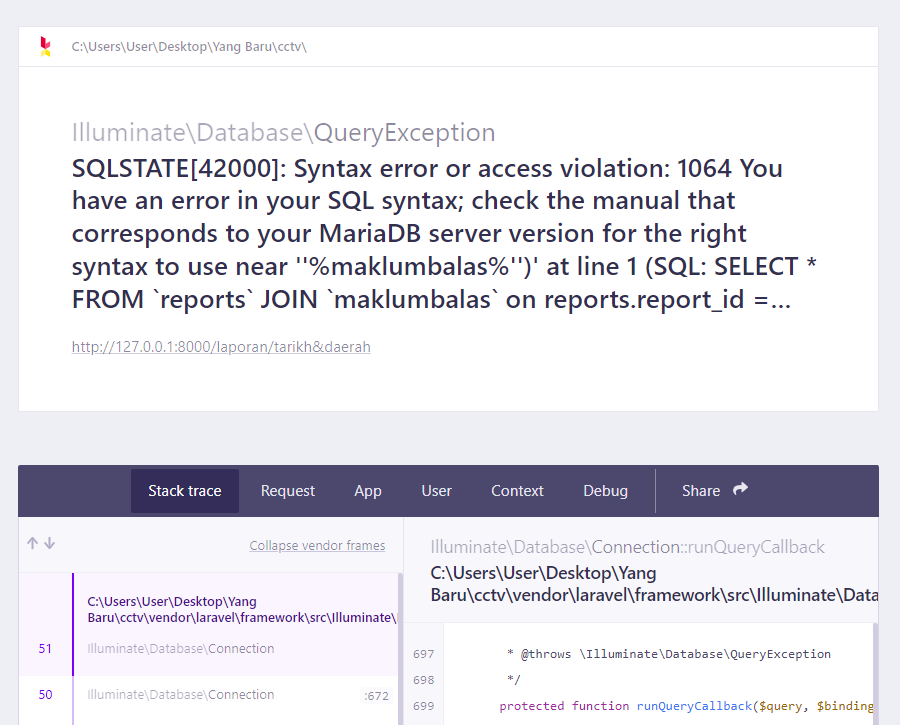 C:\Users\User\Desktop\Yang Baru\cctv\
Illuminate\Database\QueryException
SQLSTATE[42000]: Syntax error or access violation: 1064 You
have an error in your SQL syntax; check the manual that
corresponds to your MariaDB server version for the right
syntax to use near ''%maklumbalas%'')' at line 1 (SQL: SELECT *
FROM `reports` JOIN `maklumbalas` on reports.report_id =...
http://127.0.0.1:8000/laporan/tarikh&daerah
Stack trace Request App User Context Debug Share
Collapse vendor frames
C:\Users\User\Desktop\Yang
Baru\cctv\vendor\laravel\framework\src\Illuminate\
51 Illuminate\Database\Connection
50 Illuminate\Database\Connection :672
Illuminate\Database\Connection::runQueryCallback
C:\Users\User\Desktop\Yang
Baru\cctv\vendor\laravel\framework\src\Illuminate\Data
697 * @throws \Illuminate\Database\QueryException
698 */
699 protected function runQueryCallback($query, $binding